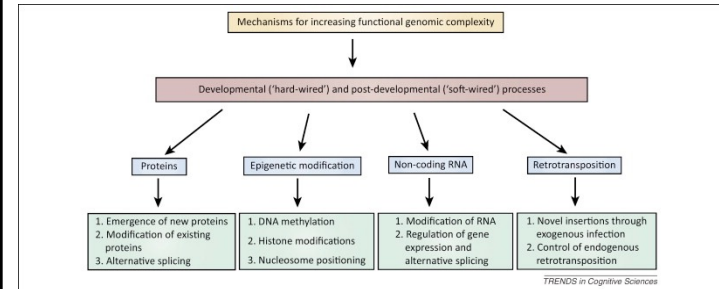 Mechanisms for increasing functional genomic complexity
Developmental (‘hard-wired’) and post-developmental (‘soft-wired’) processes
Proteins
Epigenetic modification
Non-coding RNA
Retrotransposition
1. Emergence of new proteins
2. Modification of existing
proteins
3. Alternative splicing
1. DNA methylation
2. Histone modifications
3. Nucleosome positioning
1. Modification of RNA
2. Regulation of gene
expression and
alternative splicing
1. Novel insertions through
exogenous infection
2. Control of endogenous
retrotransposition
TRENDS in Cognitive Sciences